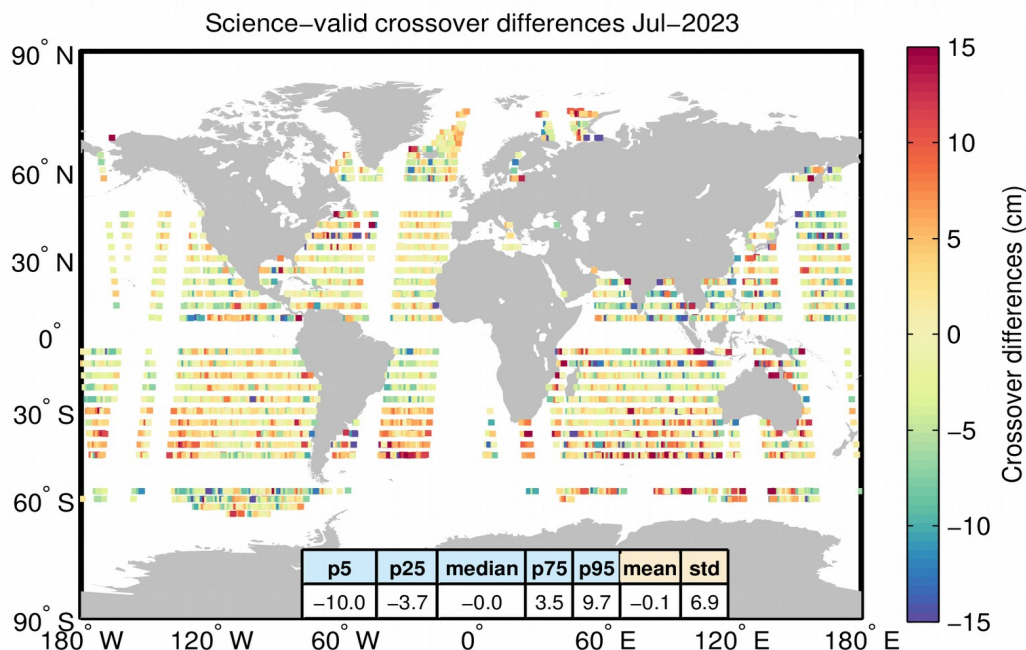 Science−valid crossover differences Jul−2023
90° N
60° N
30° N
0°
30° S
60° S
90° S
180° W
120° W
60° W
0°
60° E
120° E
180° E
p5 p25 median p75 p95 mean std
−10.0 −3.7 −0.0 3.5 9.7 −0.1 6.9
15
10
5
0
−5
−10
−15
Crossover differences (cm)